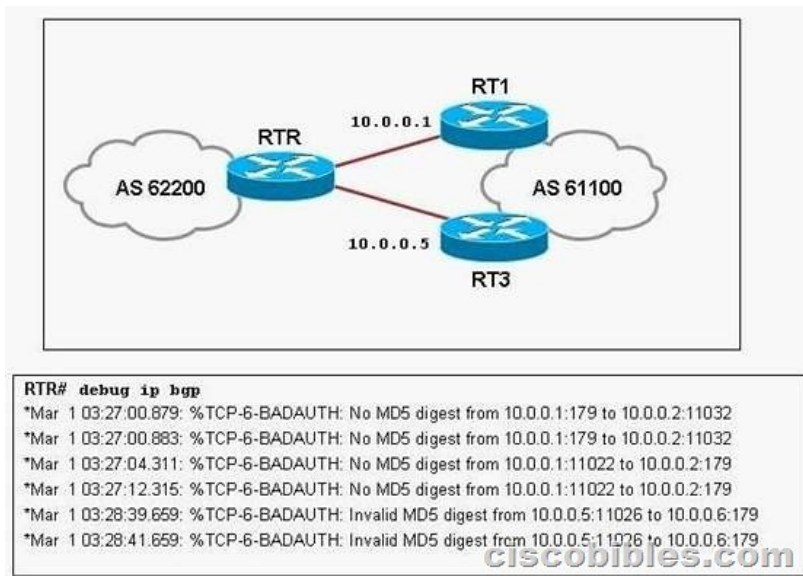 RT1
10.0.0.1
RTR
AS 62200
AS 61100
10.0.0.5
RT3
RTR# debug ip bgp
*Mar 1 03:27:00.879: %TCP-6-BADAUTH: No MD5 digest from 10.0.0.1:179 to 10.0.0.2:11032
*Mar 1 03:27:00.883: %TCP-6-BADAUTH: No MD5 digest from 10.0.0.1:179 to 10.0.0.2:11032
*Mar 1 03:27:04.311: %TCP-6-BADAUTH: No MD5 digest from 10.0.0.1:11022 to 10.0.0.2:179
*Mar 1 03:27:12.315: %TCP-6-BADAUTH: No MD5 digest from 10.0.0.1:11022 to 10.0.0.2:179
*Mar 1 03:28:39.659: %TCP-6-BADAUTH: Invalid MD5 digest from 10.0.0.5:11026 to 10.0.0.6:179
*Mar 1 03:28:41.659: %TCP-6-BADAUTH: Invalid MD5 digest from 10.0.0.5:11026 to 10.0.0.6:179
ciscobibles.com